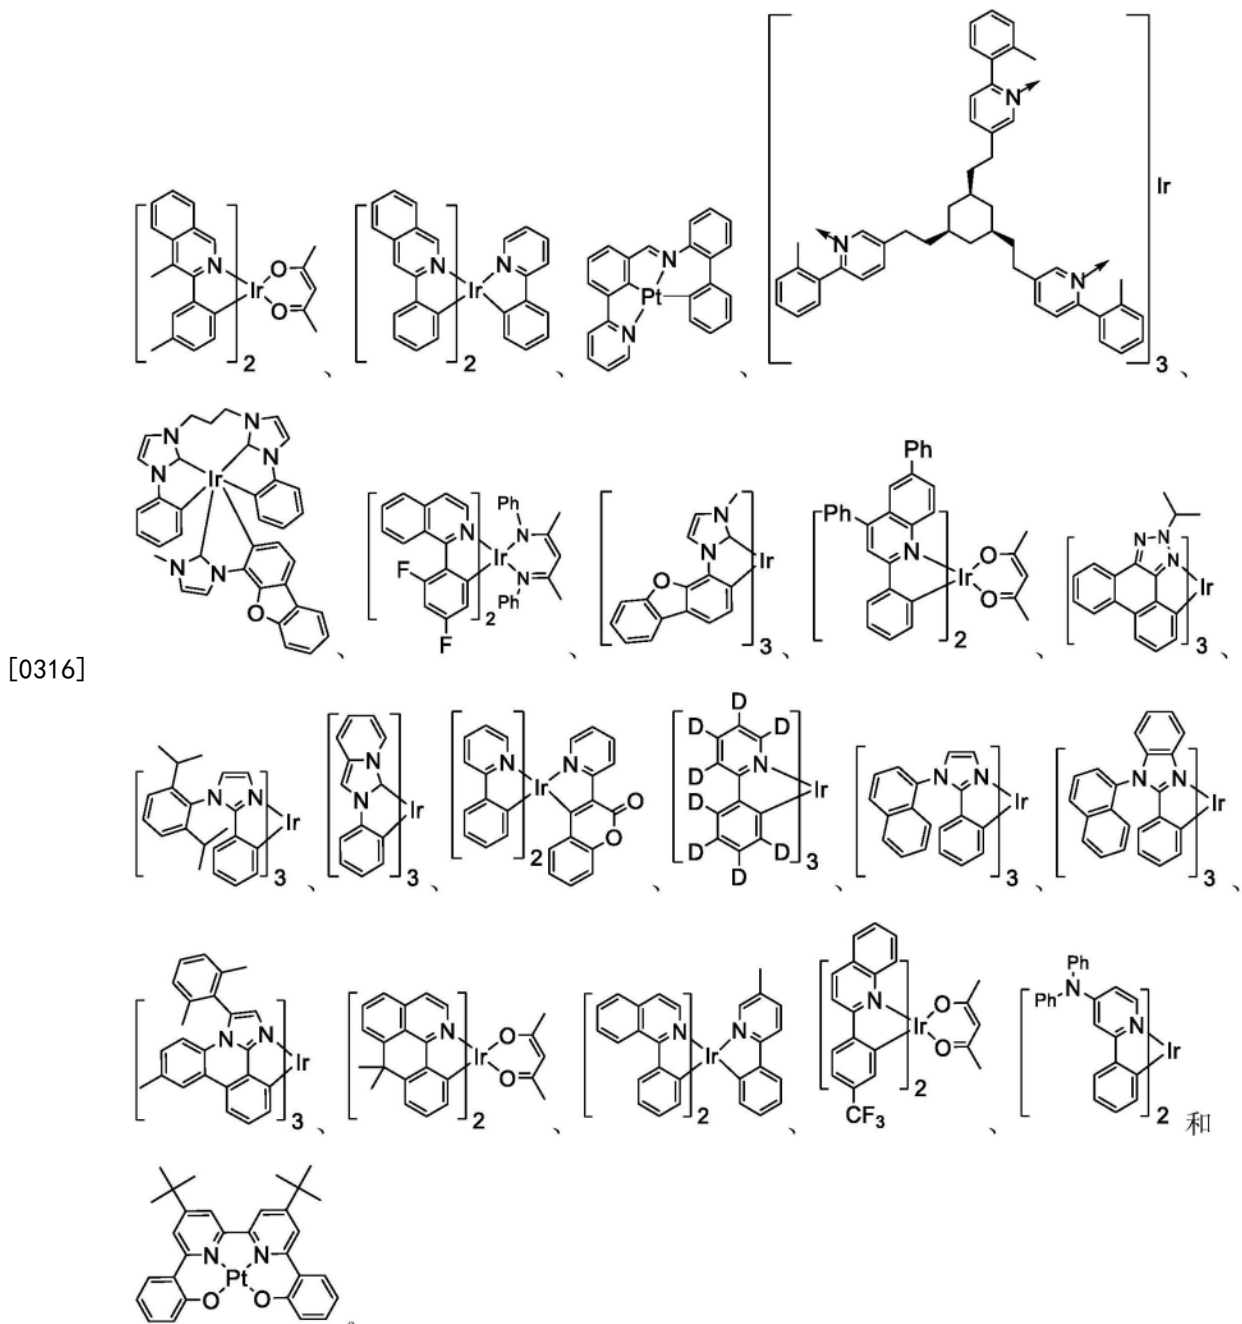 Ir
N N N
3 、
N Ir O O 2 、
N Ir N 2 、
N Pt N 、
N N Ir N N N N O 、
F F N Ir Ph N N Ph 2 、
N N O Ir 3 、
Ph Ph N Ir O O 2 、
N N N Ir 3 、
[0316]
N N Ir 3 、
N N Ir 3 、
N Ir N O O 2 、
D D D D D D D D N Ir 3 、
N N Ir 3 、
N N Ir 3 、
N N Ir 3 、
N Ir O O 2 、
N Ir N 2 、
N Ir O O CF3 2 、
Ph Ph N N Ir 2 和
N N Pt O O 。